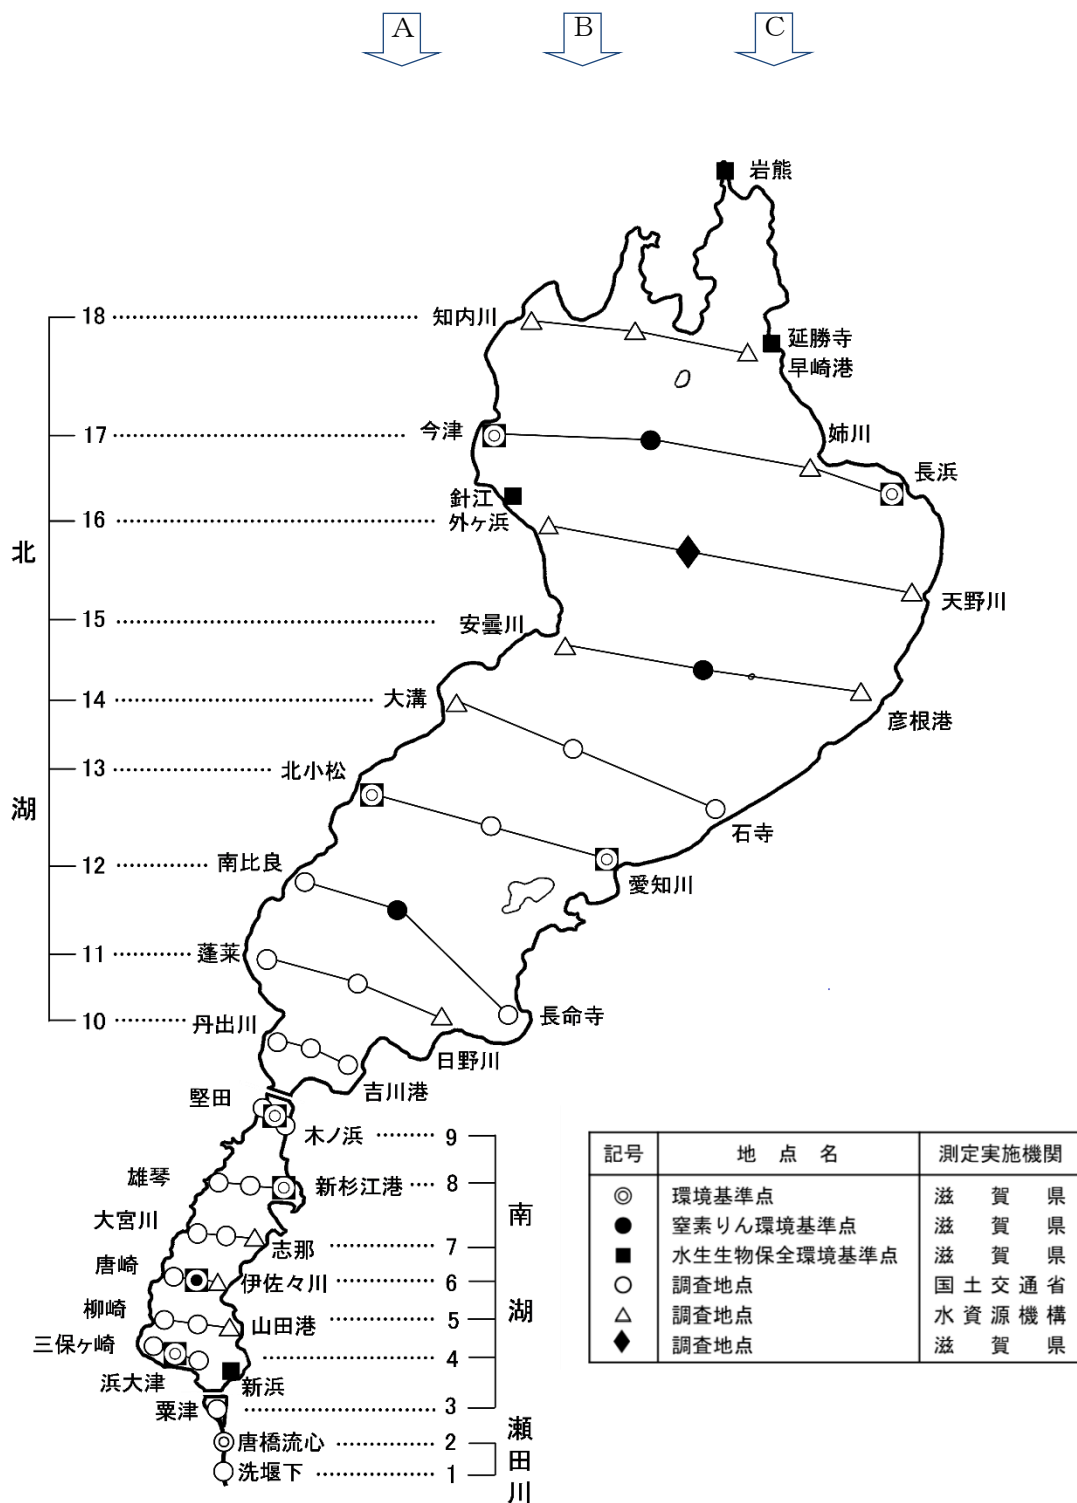 A B C
岩熊
18 知内川
延勝寺
早崎港
17 今津
姉川
長浜
針江
16 外ヶ浜
北
天野川
15 安曇川
14 大溝
彦根港
13 北小松
湖
石寺
12 南比良
愛知川
11 蓬莱
10 丹出川
長命寺
日野川
吉川港
堅田
木ノ浜 9
雄琴
新杉江港 8
南
大宮川
志那 7
唐崎
伊佐々川 6
湖
柳崎
山田港 5
三保ヶ崎
4
浜大津
新浜
粟津 3
瀬田川
唐橋流心 2
洗堰下 1
記号 地点名 測定実施機関
◎ 環境基準点 滋賀県
● 窒素りん環境基準点 滋賀県
■ 水生生物保全環境基準点 滋賀県
○ 調査地点 国土交通省
△ 調査地点 水資源機構
◆ 調査地点 滋賀県